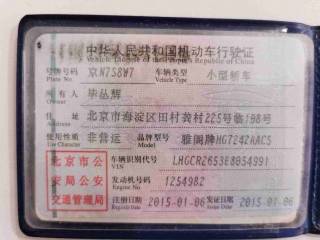 中华人民共和国机动车行驶证
Vehicle License of the People's Republic of China
号牌号码 京N7S8W7 车辆类型 小型轿车
Plate No. Vehicle Type
所有人
Owner
住址 北京市海淀区田村龚村225号临198号
Address
使用性质 非营运 品牌型号 雅阁牌HG7242AAC5
Use Character Model
北京市公安局公安交通管理局
车辆识别代号
VIN
发动机号码 1254982
Engine No.
注册日期 2015-01-06 发证日期 2015-01-06
Register Date Issue Date